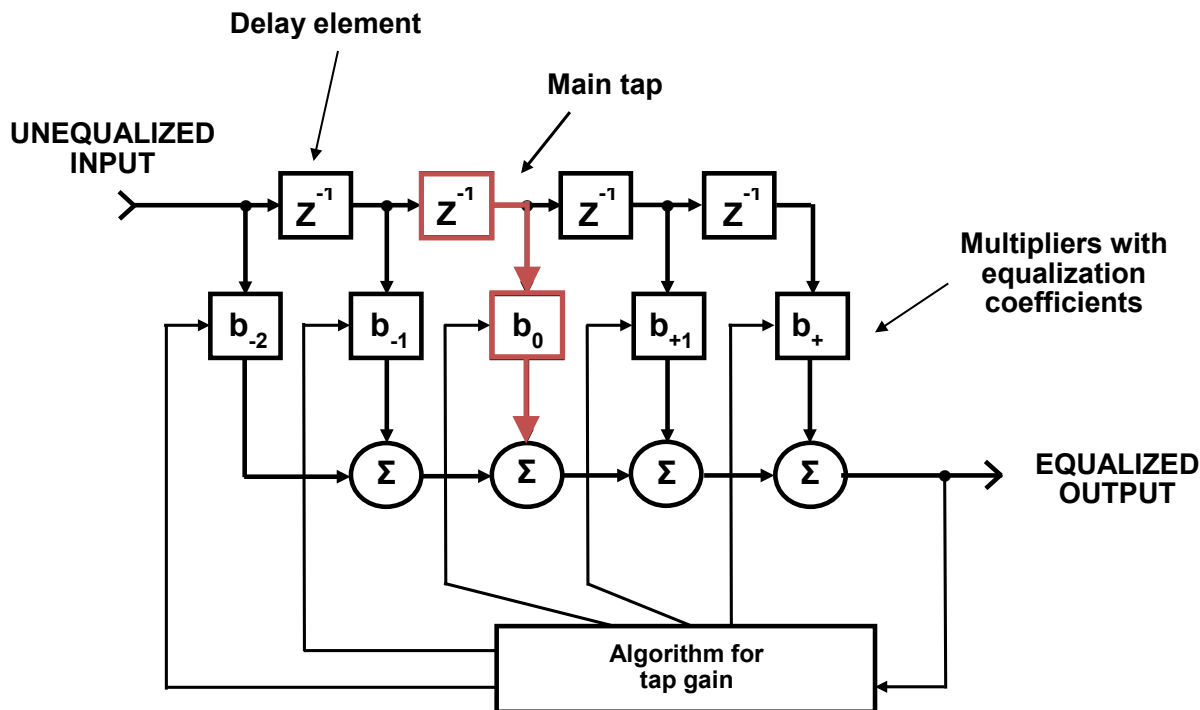 Delay element
Main tap
UNEQUALIZED
INPUT
Z⁻¹ Z⁻¹ Z⁻¹ Z⁻¹
Multipliers with
equalization
coefficients
b₋₂ b₋₁ b₀ b₊₁ b₊
Σ Σ Σ Σ
EQUALIZED
OUTPUT
Algorithm for
tap gain